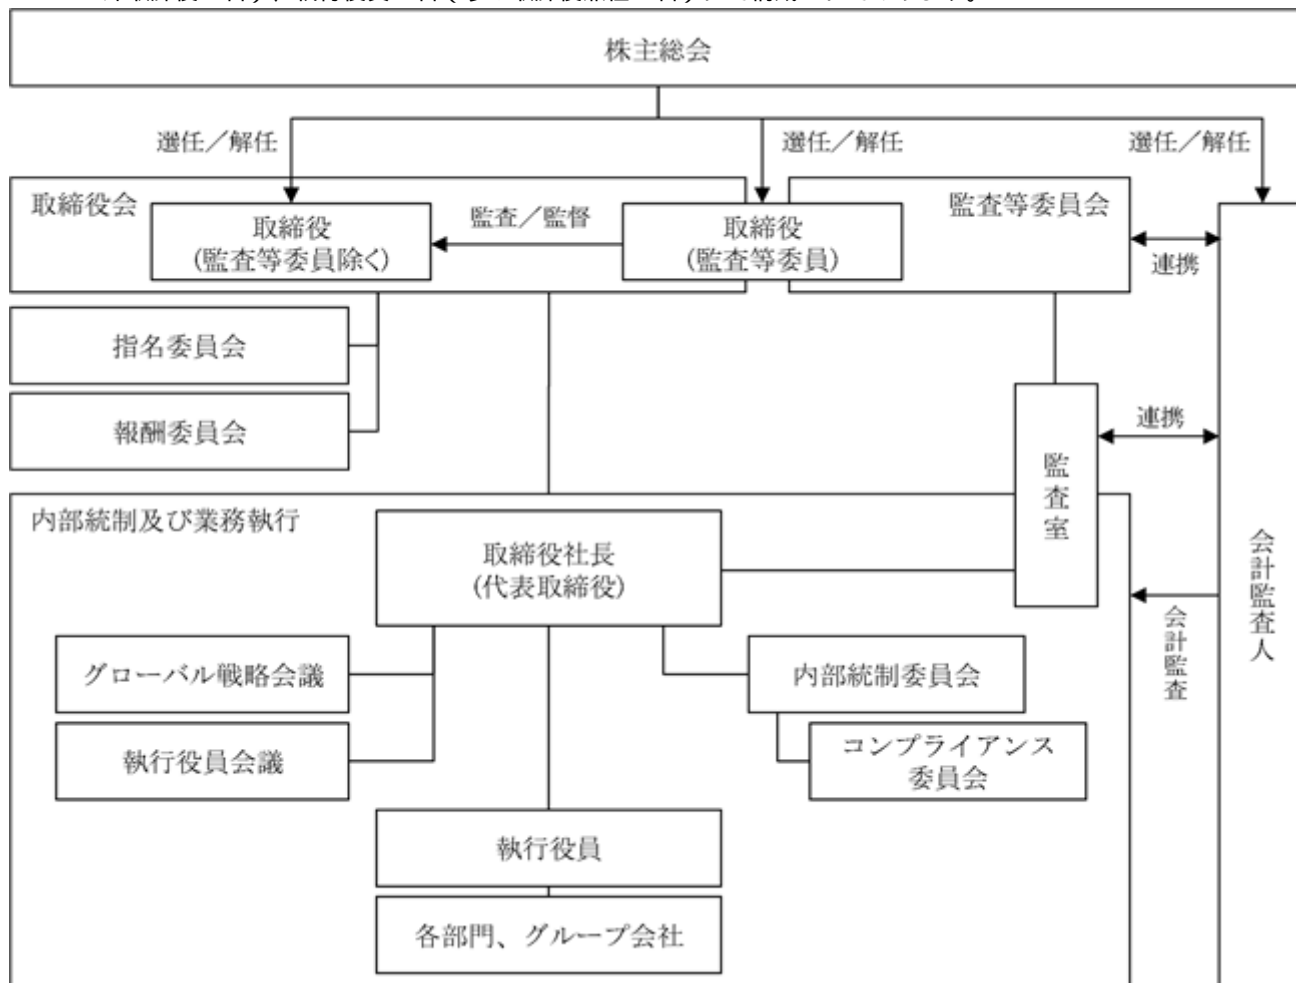 株主総会
選任／解任
選任／解任
選任／解任
取締役会
取締役
(監査等委員除く)
監査／監督
取締役
(監査等委員)
監査等委員会
連携
指名委員会
報酬委員会
連携
監査室
内部統制及び業務執行
取締役社長
(代表取締役)
会計監査人
会計監査
グローバル戦略会議
内部統制委員会
執行役員会議
コンプライアンス
委員会
執行役員
各部門、グループ会社